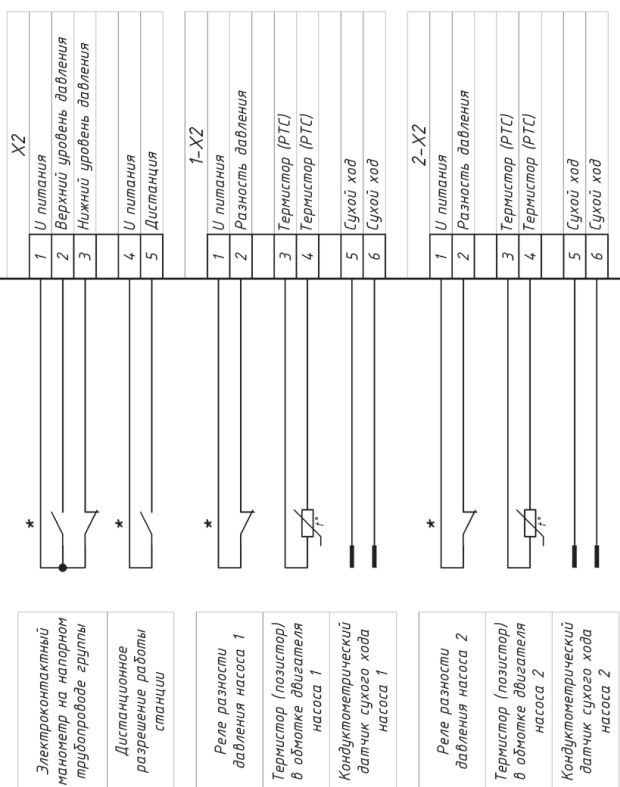 X2
1 U питания
2 Верхний уровень давления
3 Нижний уровень давления
4 U питания
5 Дистанция
1-X2
1 U питания
2 Разность давления
3 Термистор (РТС)
4 Термистор (РТС)
5 Сухой ход
6 Сухой ход
2-X2
1 U питания
2 Разность давления
3 Термистор (РТС)
4 Термистор (РТС)
5 Сухой ход
6 Сухой ход
*
*
*
t°
*
t°
Электроконтактный
манометр на напорном
трубопроводе группы
Дистанционное
разрешение работы
станции
Реле разности
давления насоса 1
Термистор (позистор)
в обмотке двигателя
насоса 1
Кондуктометрический
датчик сухого хода
насоса 1
Реле разности
давления насоса 2
Термистор (позистор)
в обмотке двигателя
насоса 2
Кондуктометрический
датчик сухого хода
насоса 2